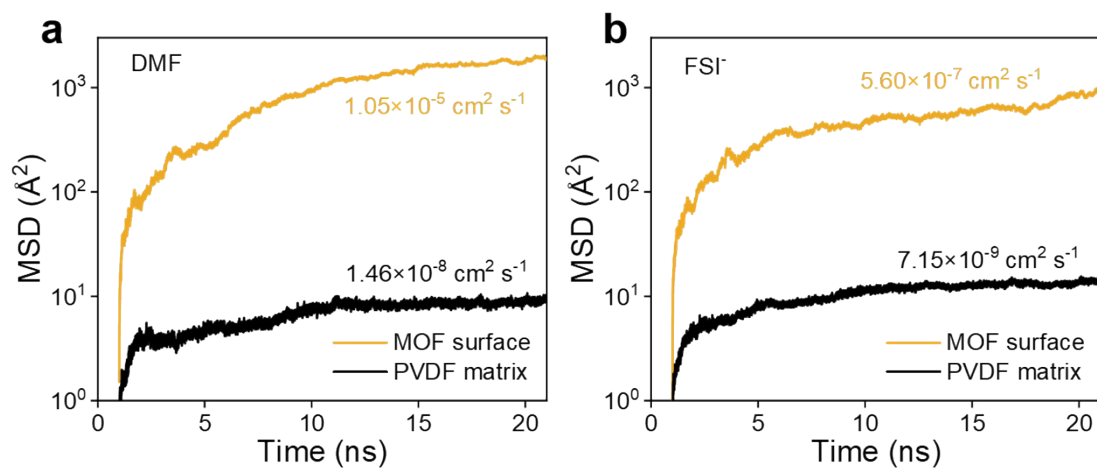 a
DMF
MSD (Å²)
10³
10²
10¹
10⁰
1.05×10⁻⁵ cm² s⁻¹
1.46×10⁻⁸ cm² s⁻¹
MOF surface
PVDF matrix
0 5 10 15 20
Time (ns)
b
FSI⁻
MSD (Å²)
10³
10²
10¹
10⁰
5.60×10⁻⁷ cm² s⁻¹
7.15×10⁻⁹ cm² s⁻¹
MOF surface
PVDF matrix
0 5 10 15 20
Time (ns)